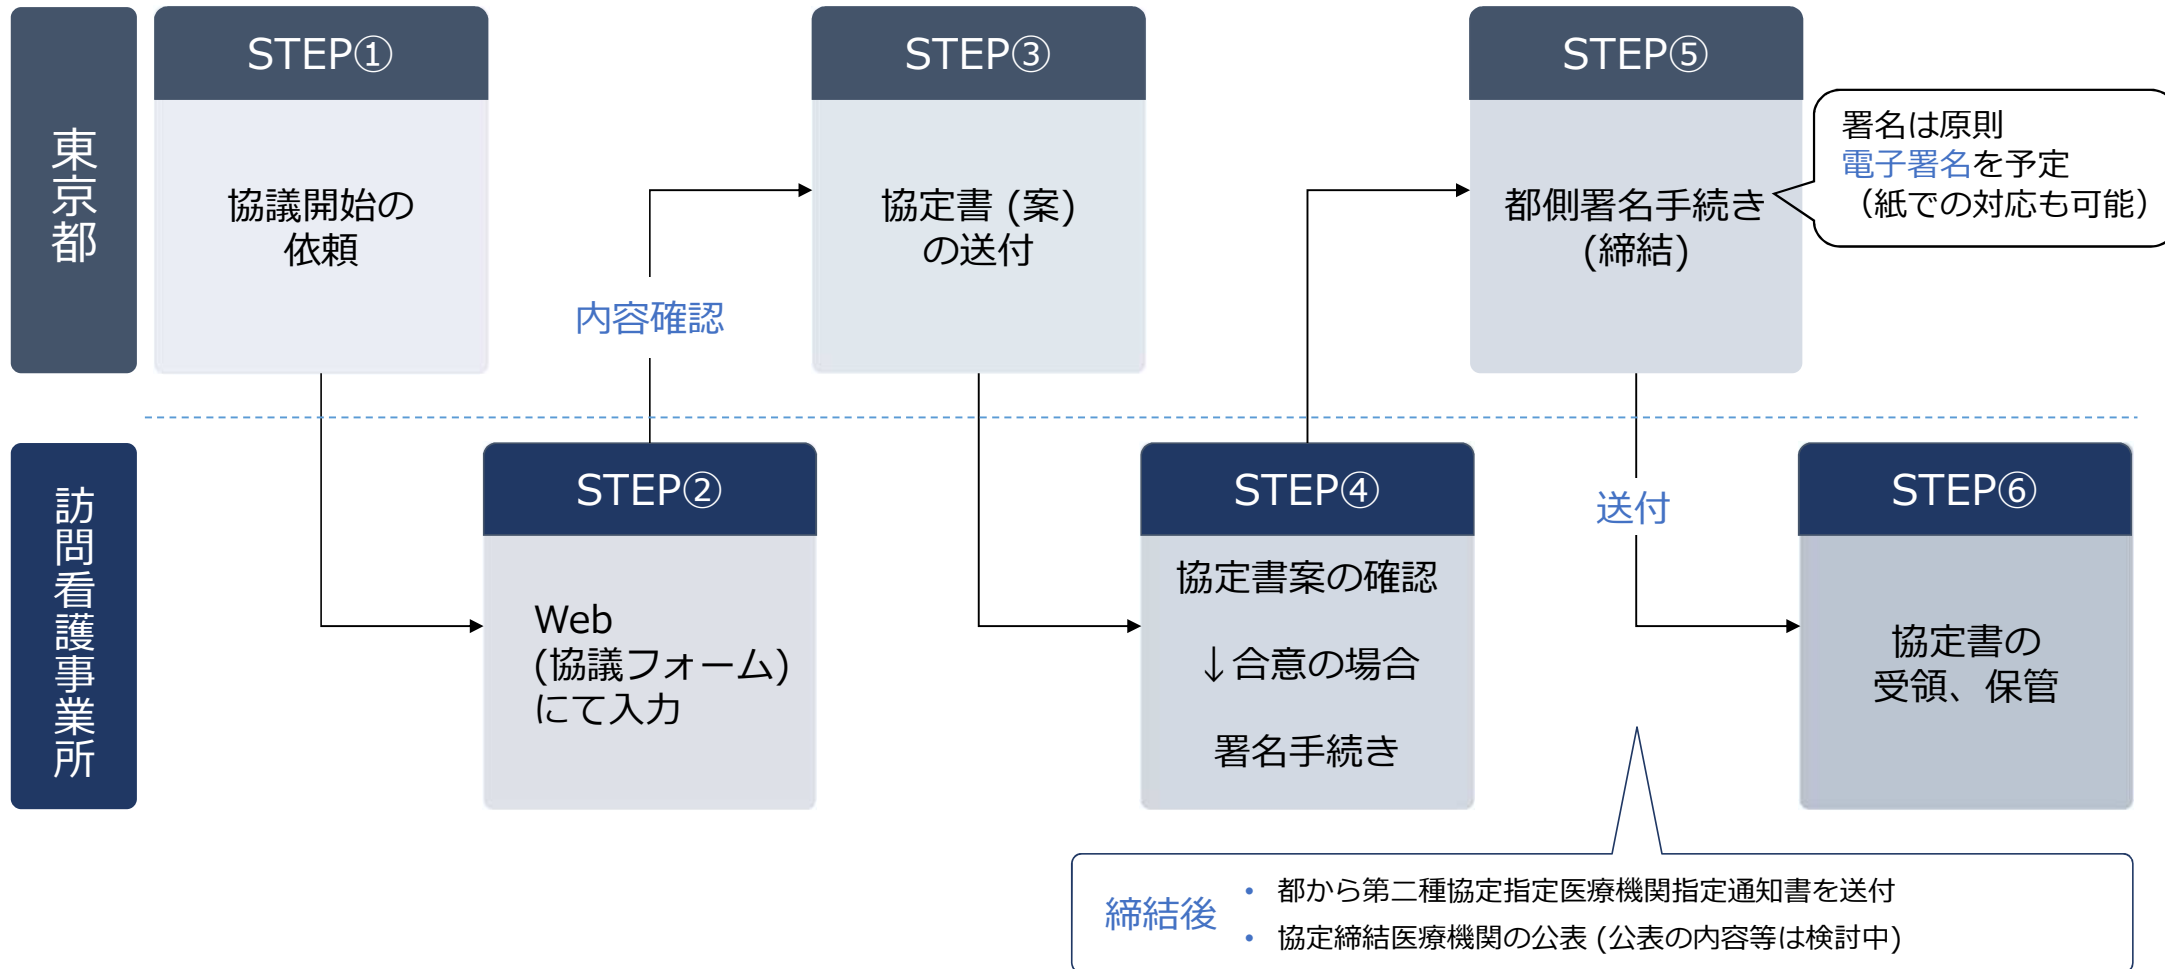 東京都
STEP①
協議開始の
依頼
STEP③
協定書 (案)
の送付
STEP⑤
都側署名手続き
(締結)
署名は原則
電子署名を予定
（紙での対応も可能）
内容確認
訪問看護事業所
STEP②
Web
(協議フォーム)
にて入力
STEP④
協定書案の確認
↓合意の場合
署名手続き
送付
STEP⑥
協定書の
受領、保管
締結後
• 都から第二種協定指定医療機関指定通知書を送付
• 協定締結医療機関の公表 (公表の内容等は検討中)